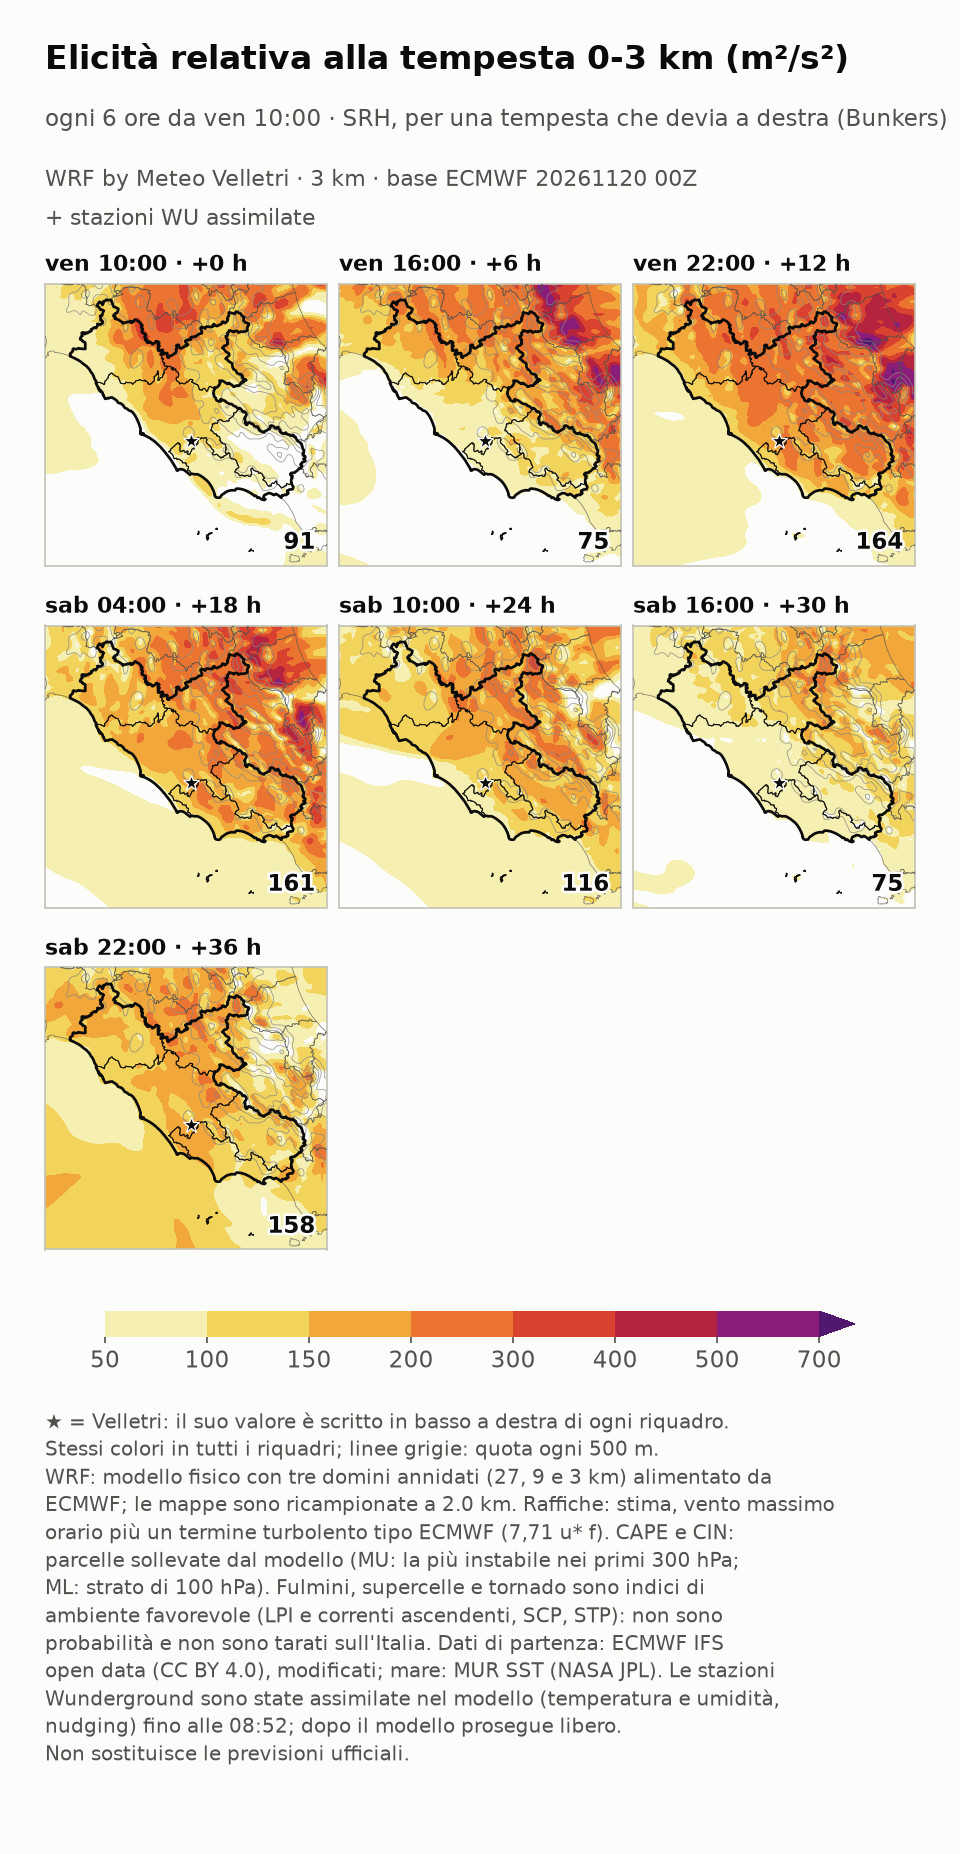 Elicità relativa alla tempesta 0-3 km (m²/s²)
ogni 6 ore da ven 10:00 · SRH, per una tempesta che devia a destra (Bunkers)
WRF by Meteo Velletri · 3 km · base ECMWF 20261120 00Z
+ stazioni WU assimilate
ven 10:00 · +0 h
ven 16:00 · +6 h
ven 22:00 · +12 h
91
75
164
sab 04:00 · +18 h
sab 10:00 · +24 h
sab 16:00 · +30 h
161
116
75
sab 22:00 · +36 h
158
50 100 150 200 300 400 500 700
★ = Velletri: il suo valore è scritto in basso a destra di ogni riquadro.
Stessi colori in tutti i riquadri; linee grigie: quota ogni 500 m.
WRF: modello fisico con tre domini annidati (27, 9 e 3 km) alimentato da
ECMWF; le mappe sono ricampionate a 2.0 km. Raffiche: stima, vento massimo
orario più un termine turbolento tipo ECMWF (7,71 u* f). CAPE e CIN:
parcelle sollevate dal modello (MU: la più instabile nei primi 300 hPa;
ML: strato di 100 hPa). Fulmini, supercelle e tornado sono indici di
ambiente favorevole (LPI e correnti ascendenti, SCP, STP): non sono
probabilità e non sono tarati sull'Italia. Dati di partenza: ECMWF IFS
open data (CC BY 4.0), modificati; mare: MUR SST (NASA JPL). Le stazioni
Wunderground sono state assimilate nel modello (temperatura e umidità,
nudging) fino alle 08:52; dopo il modello prosegue libero.
Non sostituisce le previsioni ufficiali.